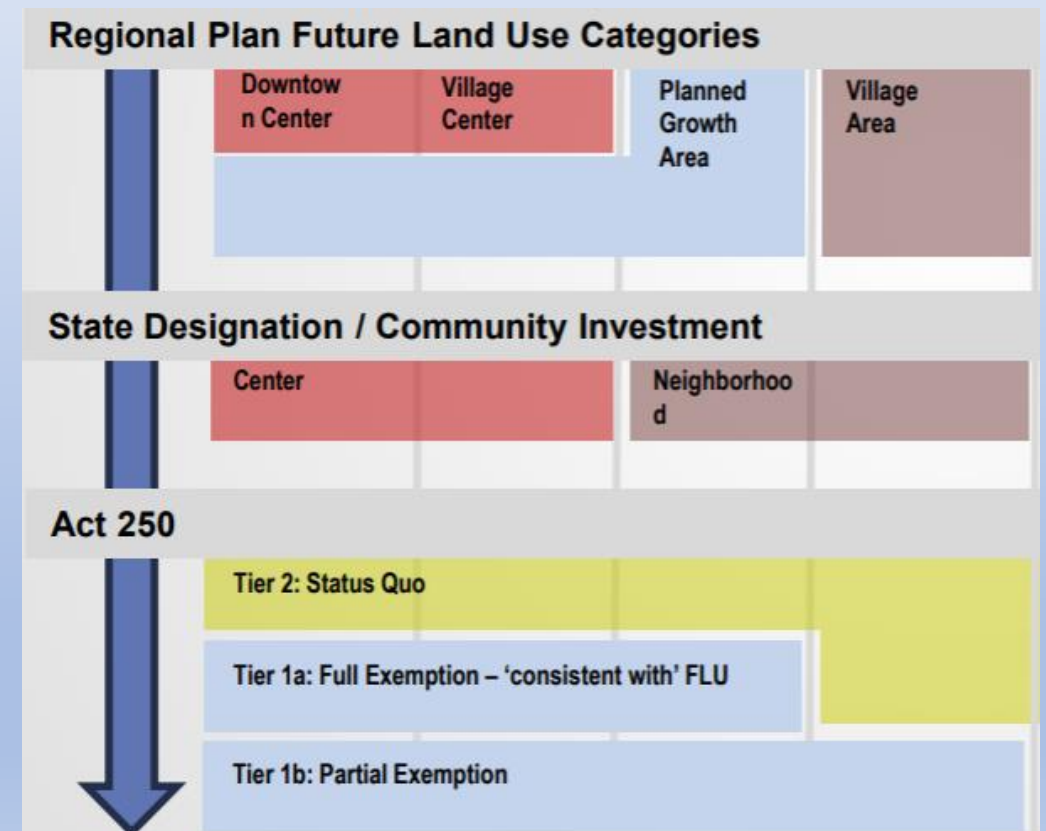 Regional Plan Future Land Use Categories
Downtow
n Center
Village
Center
Planned
Growth
Area
Village
Area
State Designation / Community Investment
Center
Neighborhoo
d
Act 250
Tier 2: Status Quo
Tier 1a: Full Exemption – ‘consistent with’ FLU
Tier 1b: Partial Exemption